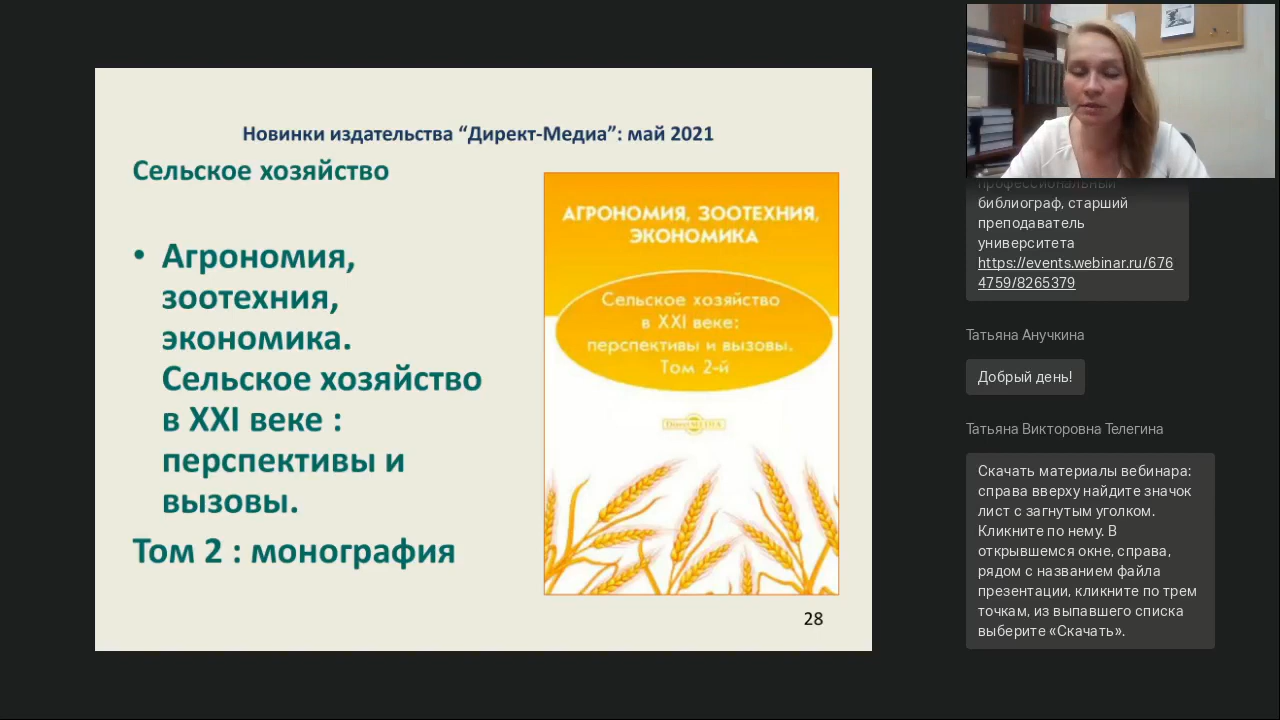 Новинки издательства “Директ-Медиа”: май 2021
Сельское хозяйство
• Агрономия,
зоотехния,
экономика.
Сельское хозяйство
в XXI веке :
перспективы и
вызовы.
Том 2 : монография
АГРОНОМИЯ, ЗООТЕХНИЯ,
ЭКОНОМИКА
Сельское хозяйство
в XXI веке:
перспективы и вызовы.
Том 2-й
Direct MEDIA
28
профессиональный
библиограф, старший
преподаватель
университета
https://events.webinar.ru/676
4759/8265379
Татьяна Анучкина
Добрый день!
Татьяна Викторовна Телегина
Скачать материалы вебинара:
справа вверху найдите значок
лист с загнутым уголком.
Кликните по нему. В
открывшемся окне, справа,
рядом с названием файла
презентации, кликните по трем
точкам, из выпавшего списка
выберите «Скачать».